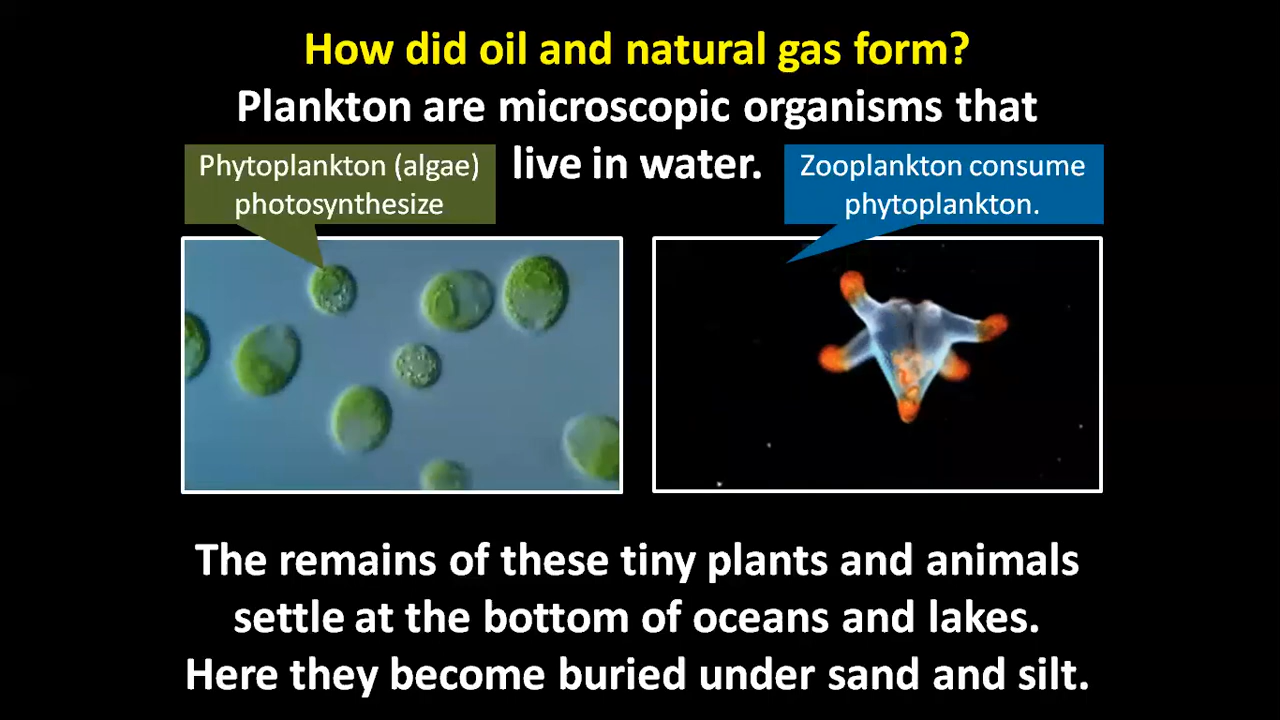 How did oil and natural gas form?
Plankton are microscopic organisms that
live in water.
Phytoplankton (algae)
photosynthesize
Zooplankton consume
phytoplankton.
The remains of these tiny plants and animals
settle at the bottom of oceans and lakes.
Here they become buried under sand and silt.